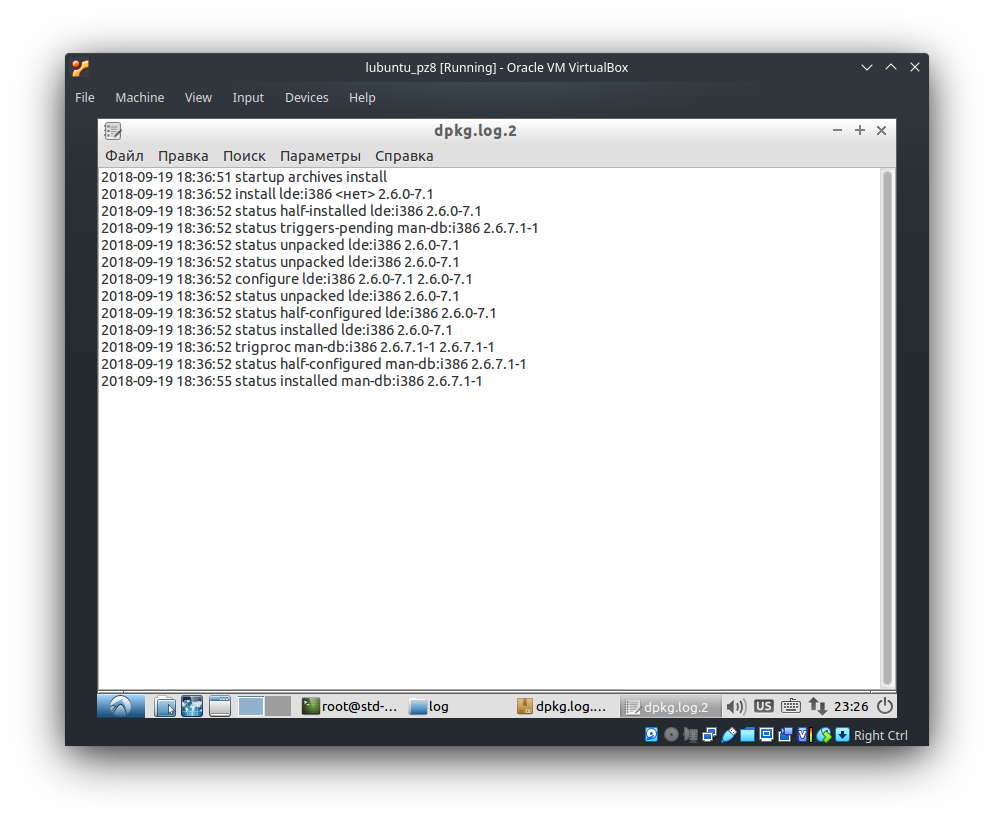 lubuntu_pz8 [Running] - Oracle VM VirtualBox
File Machine View Input Devices Help
dpkg.log.2
Файл Правка Поиск Параметры Справка
2018-09-19 18:36:51 startup archives install
2018-09-19 18:36:52 install lde:i386 <нет> 2.6.0-7.1
2018-09-19 18:36:52 status half-installed lde:i386 2.6.0-7.1
2018-09-19 18:36:52 status triggers-pending man-db:i386 2.6.7.1-1
2018-09-19 18:36:52 status unpacked lde:i386 2.6.0-7.1
2018-09-19 18:36:52 status unpacked lde:i386 2.6.0-7.1
2018-09-19 18:36:52 configure lde:i386 2.6.0-7.1 2.6.0-7.1
2018-09-19 18:36:52 status unpacked lde:i386 2.6.0-7.1
2018-09-19 18:36:52 status half-configured lde:i386 2.6.0-7.1
2018-09-19 18:36:52 status installed lde:i386 2.6.0-7.1
2018-09-19 18:36:52 trigproc man-db:i386 2.6.7.1-1 2.6.7.1-1
2018-09-19 18:36:52 status half-configured man-db:i386 2.6.7.1-1
2018-09-19 18:36:55 status installed man-db:i386 2.6.7.1-1
root@std-... log dpkg.log.... dpkg.log.2 US 23:26
Right Ctrl